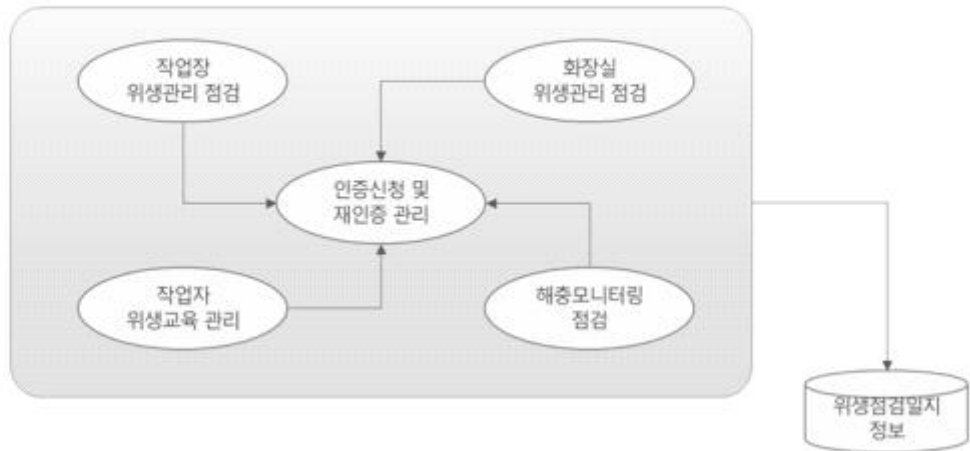 작업장
위생관리 점검
화장실
위생관리 점검
인증신청 및
재인증 관리
작업자
위생교육 관리
해충모니터링
점검
위생점검일지
정보